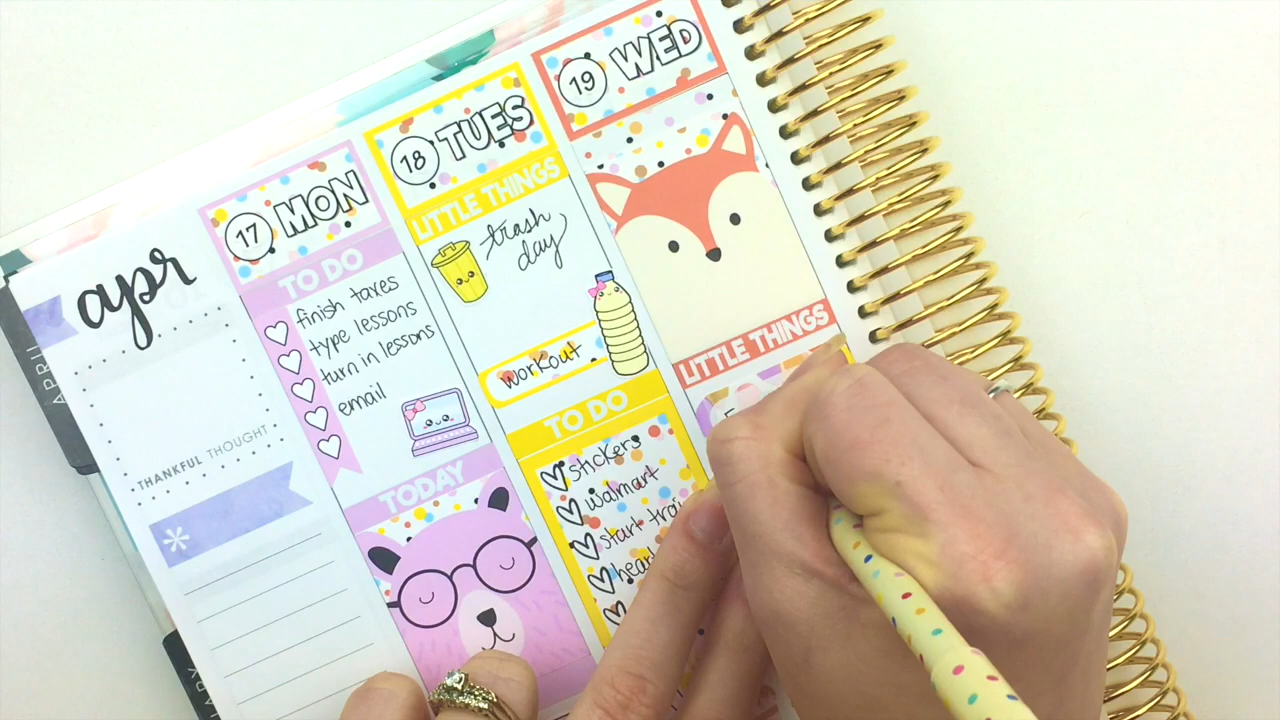 apr
APRIL
THANKFUL THOUGHT
*
17 MON
TO DO
finish taxes
type lessons
turn in lessons
email
TODAY
18 TUES
LITTLE THINGS
trash
day
workout
TO DO
stickers
walmart
start
19 WED
LITTLE THINGS